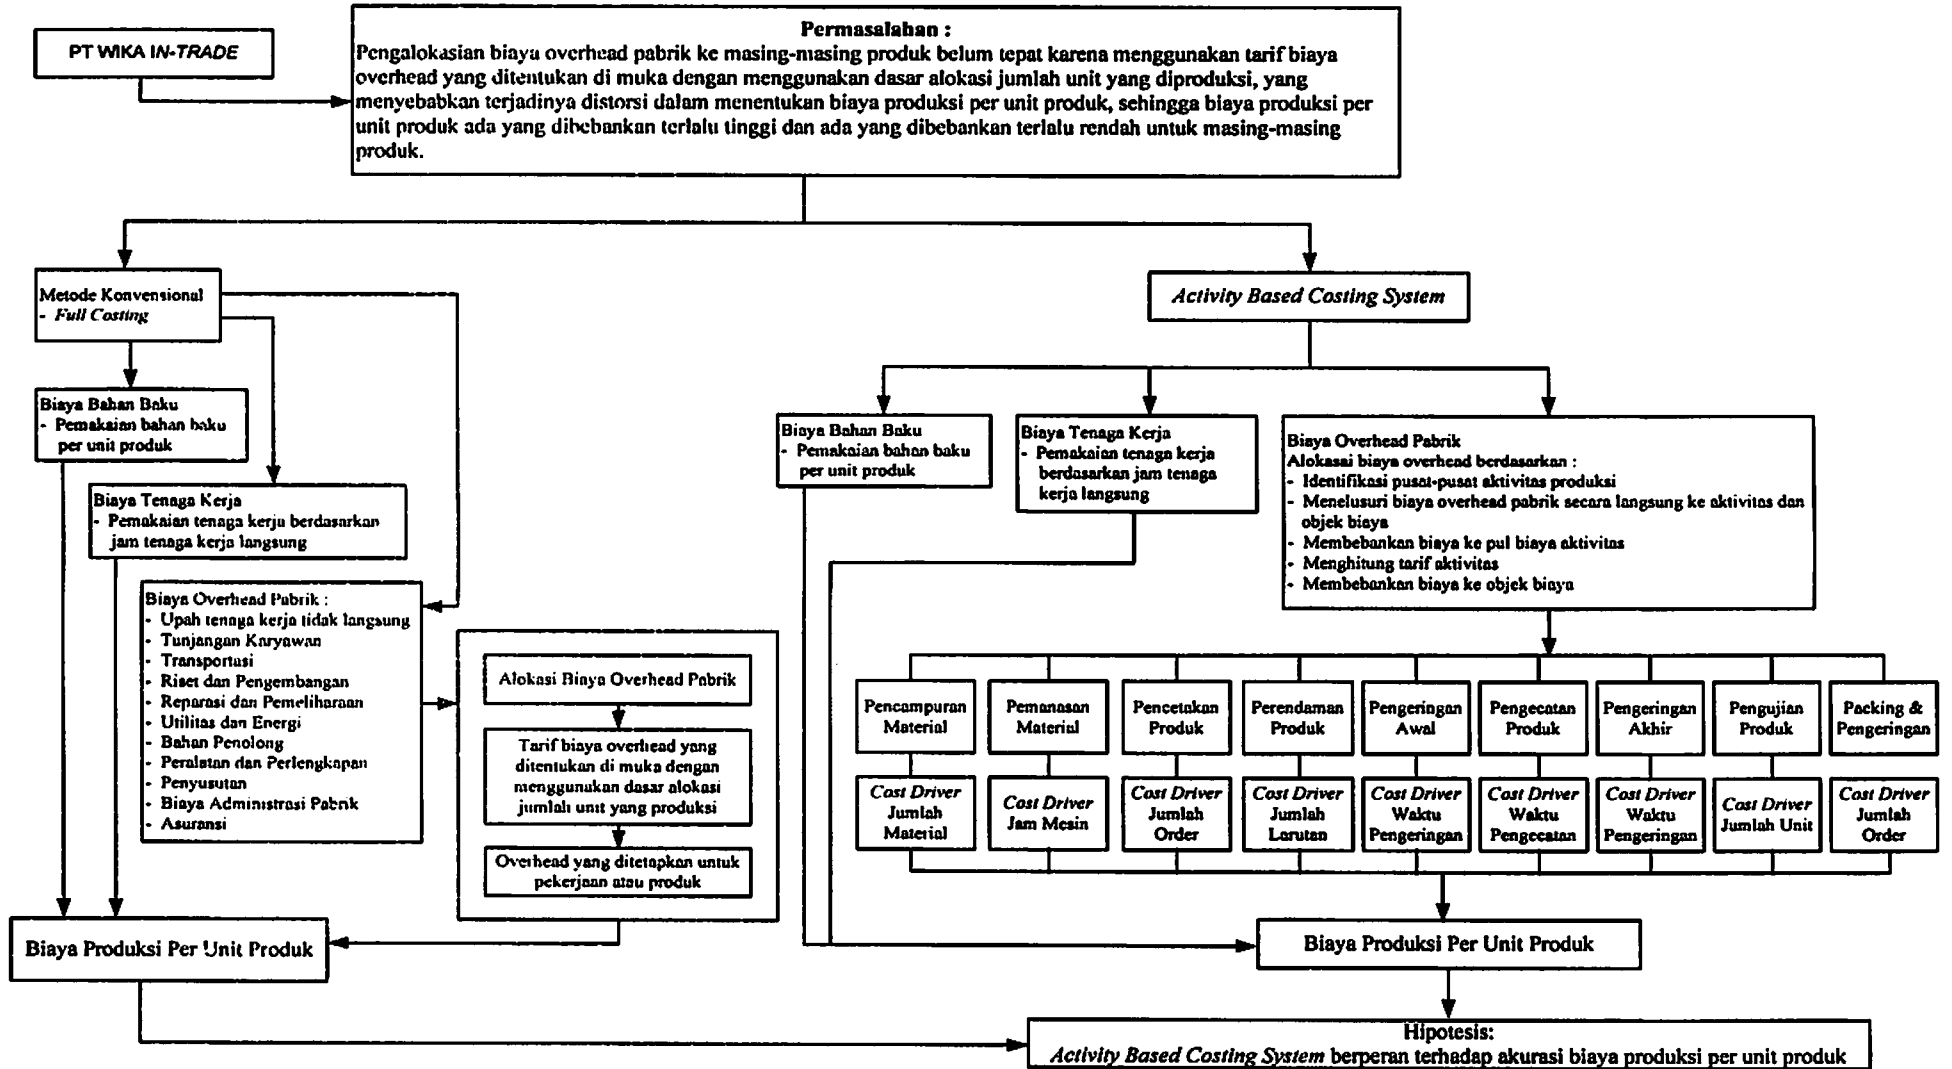 PT WIKA IN-TRADE
Permasalahan :
Pengalokasian biaya overhead pabrik ke masing-masing produk belum tepat karena menggunakan tarif biaya
overhead yang ditentukan di muka dengan menggunakan dasar alokasi jumlah unit yang diproduksi, yang
menyebabkan terjadinya distorsi dalam menentukan biaya produksi per unit produk, sehingga biaya produksi per
unit produk ada yang dibebankan terlalu tinggi dan ada yang dibebankan terlalu rendah untuk masing-masing
produk.
Metode Konvensional
- Full Costing
Activity Based Costing System
Biaya Bahan Baku
- Pemakaian bahan baku
per unit produk
Biaya Tenaga Kerja
- Pemakaian tenaga kerja berdasarkan
jam tenaga kerja langsung
Biaya Overhead Pabrik :
- Upah tenaga kerja tidak langsung
- Tunjangan Karyawan
- Transportasi
- Riset dan Pengembangan
- Reparasi dan Pemeliharaan
- Utilitas dan Energi
- Bahan Penolong
- Peralatan dan Perlengkapan
- Penyusutan
- Biaya Administrasi Pabrik
- Asuransi
Alokasi Biaya Overhead Pabrik
Tarif biaya overhead yang
ditentukan di muka dengan
menggunakan dasar alokasi
jumlah unit yang produksi
Overhead yang ditetapkan untuk
pekerjaan atau produk
Biaya Produksi Per Unit Produk
Biaya Bahan Baku
- Pemakaian bahan baku
per unit produk
Biaya Tenaga Kerja
- Pemakaian tenaga kerja
berdasarkan jam tenaga
kerja langsung
Biaya Overhead Pabrik
Alokasai biaya overhead berdasarkan :
- Identifikasi pusat-pusat aktivitas produksi
- Menelusuri biaya overhead pabrik secara langsung ke aktivitas dan
objek biaya
- Membebankan biaya ke pul biaya aktivitas
- Menghitung tarif aktivitas
- Membebankan biaya ke objek biaya
Pencampuran
Material
Pemanasan
Material
Pencetakan
Produk
Perendaman
Produk
Pengeringan
Awal
Pengecatan
Produk
Pengeringan
Akhir
Pengujian
Produk
Packing &
Pengeringan
Cost Driver
Jumlah
Material
Cost Driver
Jam Mesin
Cost Driver
Jumlah
Order
Cost Driver
Jumlah
Larutan
Cost Driver
Waktu
Pengeringan
Cost Driver
Waktu
Pengecatan
Cost Driver
Waktu
Pengeringan
Cost Driver
Jumlah Unit
Cost Driver
Jumlah
Order
Biaya Produksi Per Unit Produk
Hipotesis:
Activity Based Costing System berperan terhadap akurasi biaya produksi per unit produk